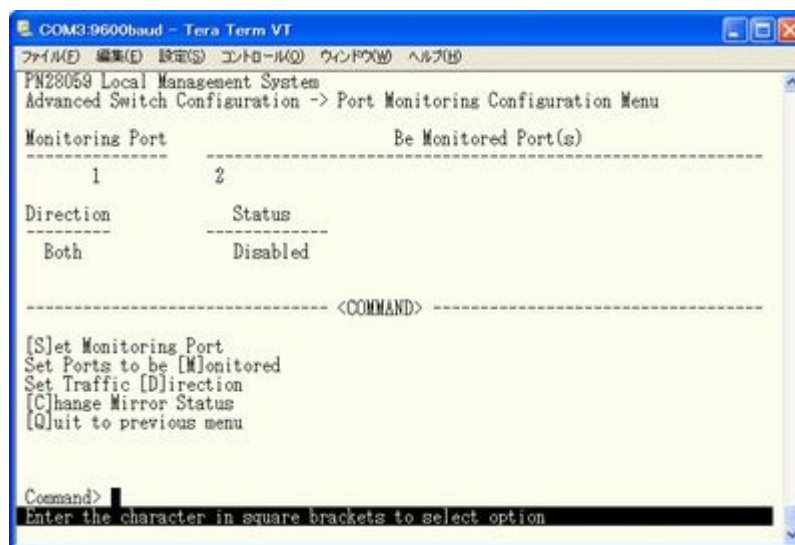 COM3:9600baud - Tera Term VT
ファイル(F) 編集(E) 設定(S) コントロール(O) ウィンドウ(W) ヘルプ(H)
PN28059 Local Management System
Advanced Switch Configuration -> Port Monitoring Configuration Menu
Monitoring Port Be Monitored Port(s)
--------------- ----------------------------------------------------------
1 2
Direction Status
--------- -------------
Both Disabled
------------------------------- <COMMAND> ----------------------------------
[S]et Monitoring Port
Set Ports to be [M]onitored
Set Traffic [D]irection
[C]hange Mirror Status
[Q]uit to previous menu
Command>
Enter the character in square brackets to select option